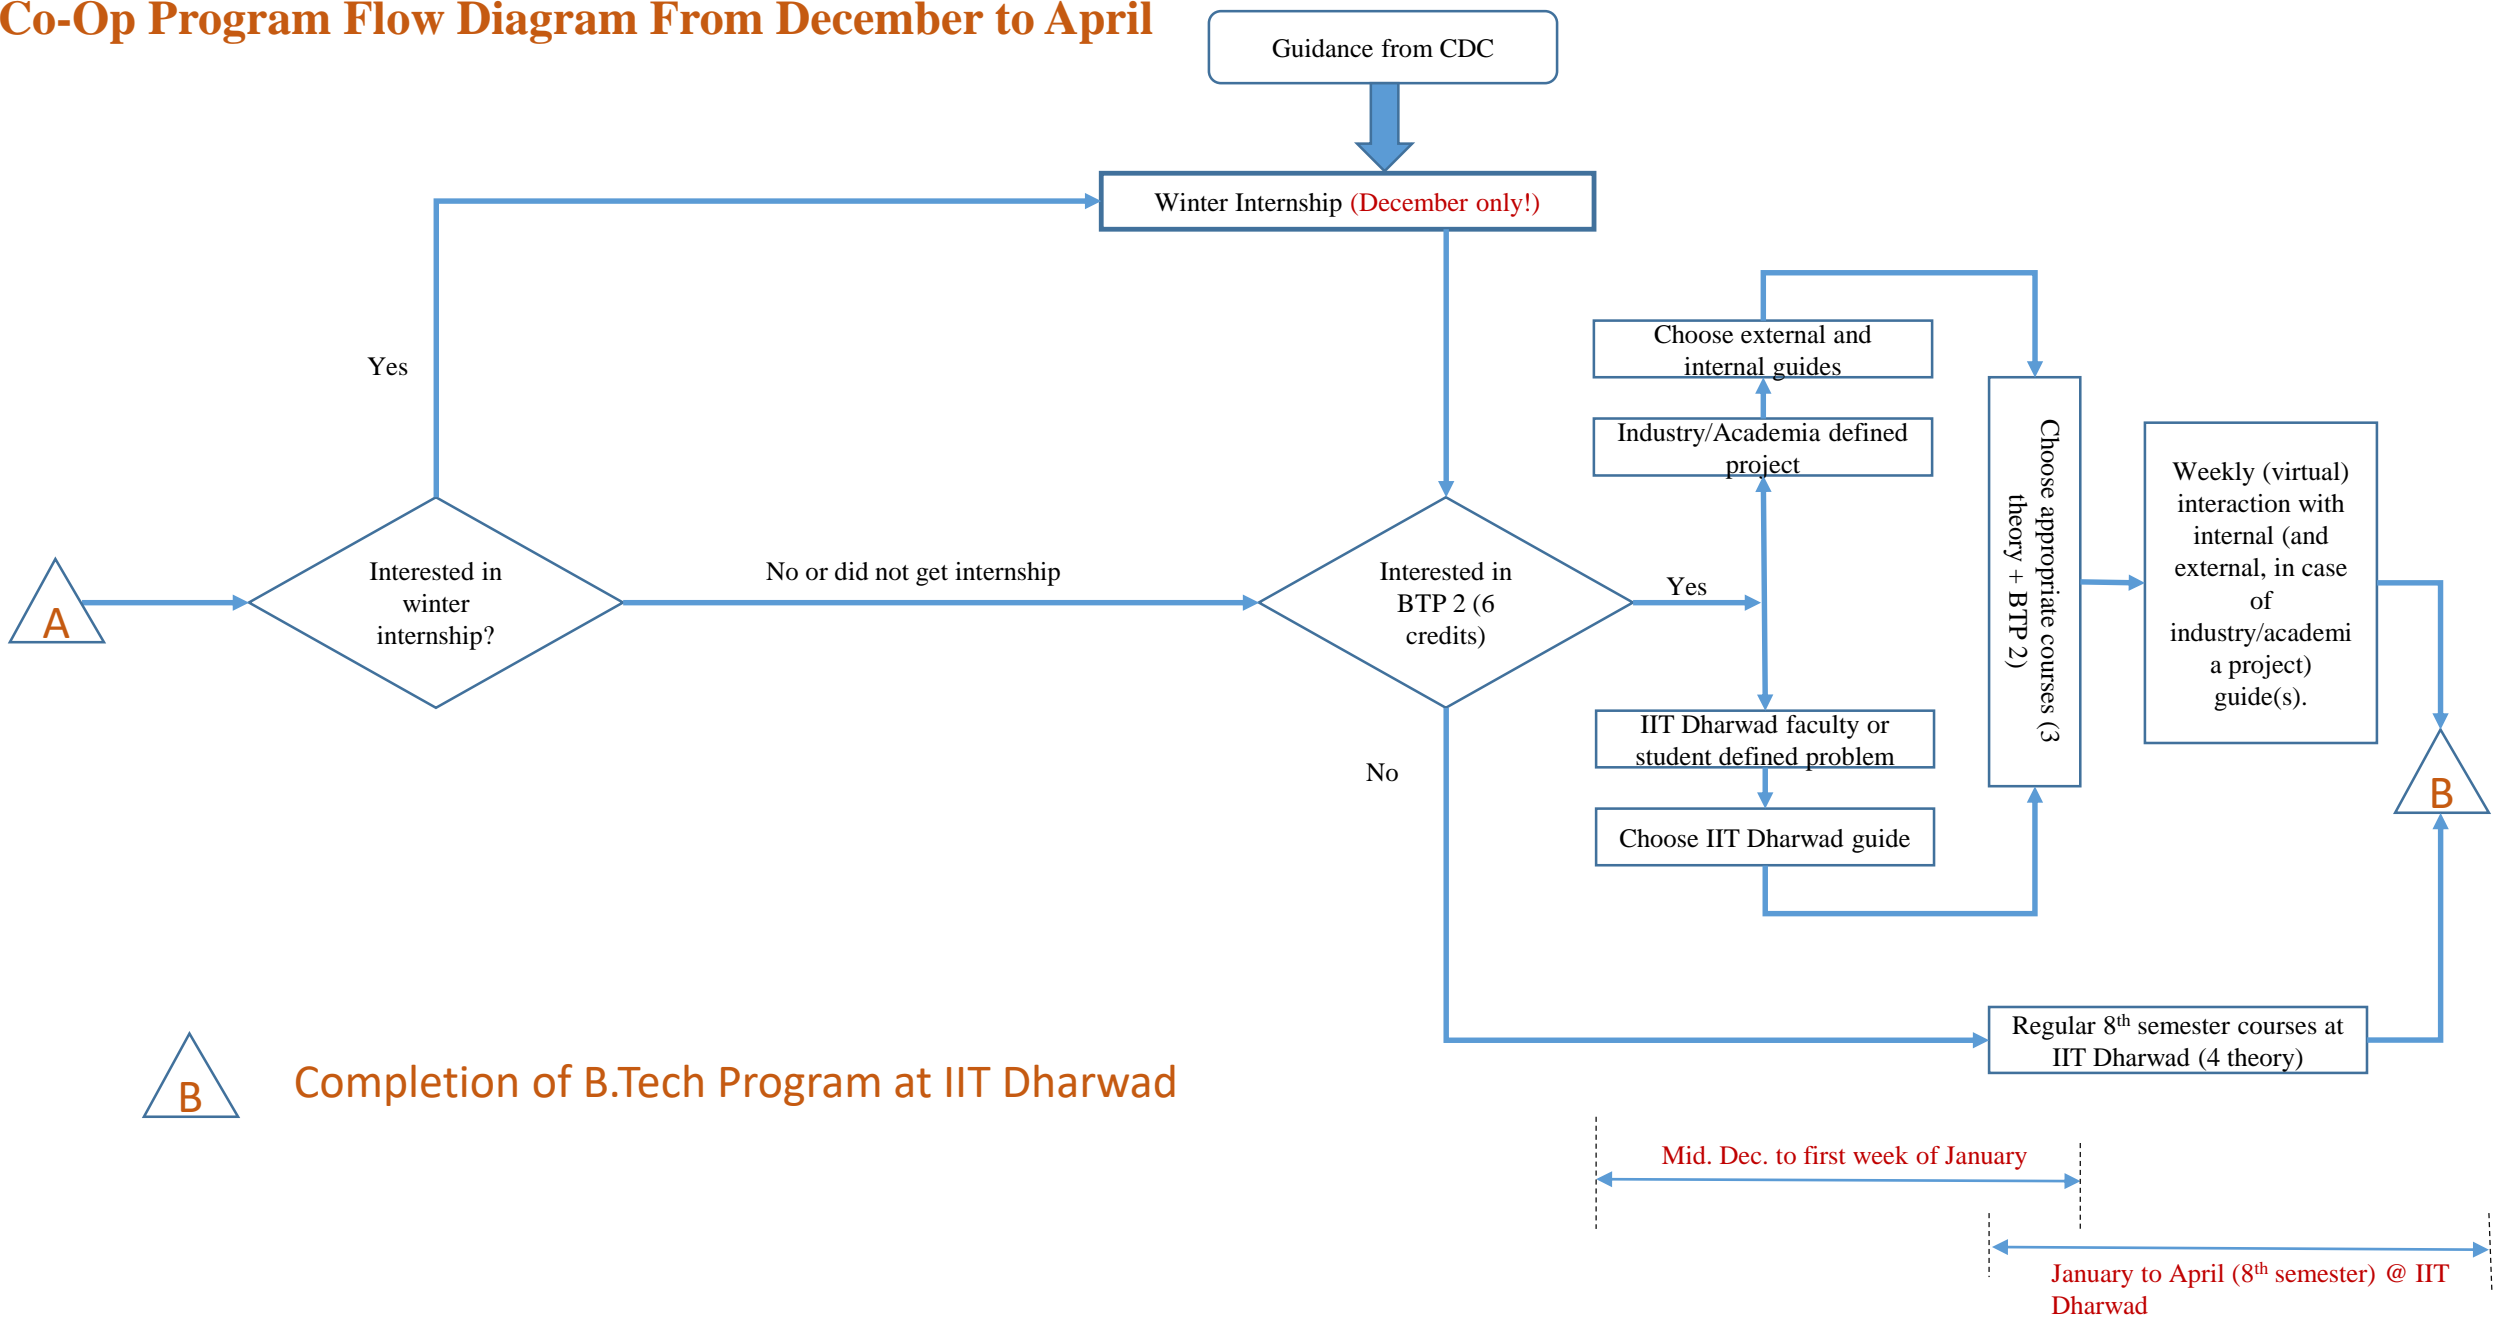 Co-Op Program Flow Diagram From December to April
Guidance from CDC
Winter Internship (December only!)
Yes
Choose external and
internal guides
Industry/Academia defined
project
A
Interested in
winter
internship?
No or did not get internship
Interested in
BTP 2 (6
credits)
Yes
No
IIT Dharwad faculty or
student defined problem
Choose IIT Dharwad guide
Choose appropriate courses (3
theory + BTP 2)
Weekly (virtual)
interaction with
internal (and
external, in case
of
industry/academi
a project)
guide(s).
B
Regular 8th semester courses at
IIT Dharwad (4 theory)
B
Completion of B.Tech Program at IIT Dharwad
Mid. Dec. to first week of January
January to April (8th semester) @ IIT
Dharwad